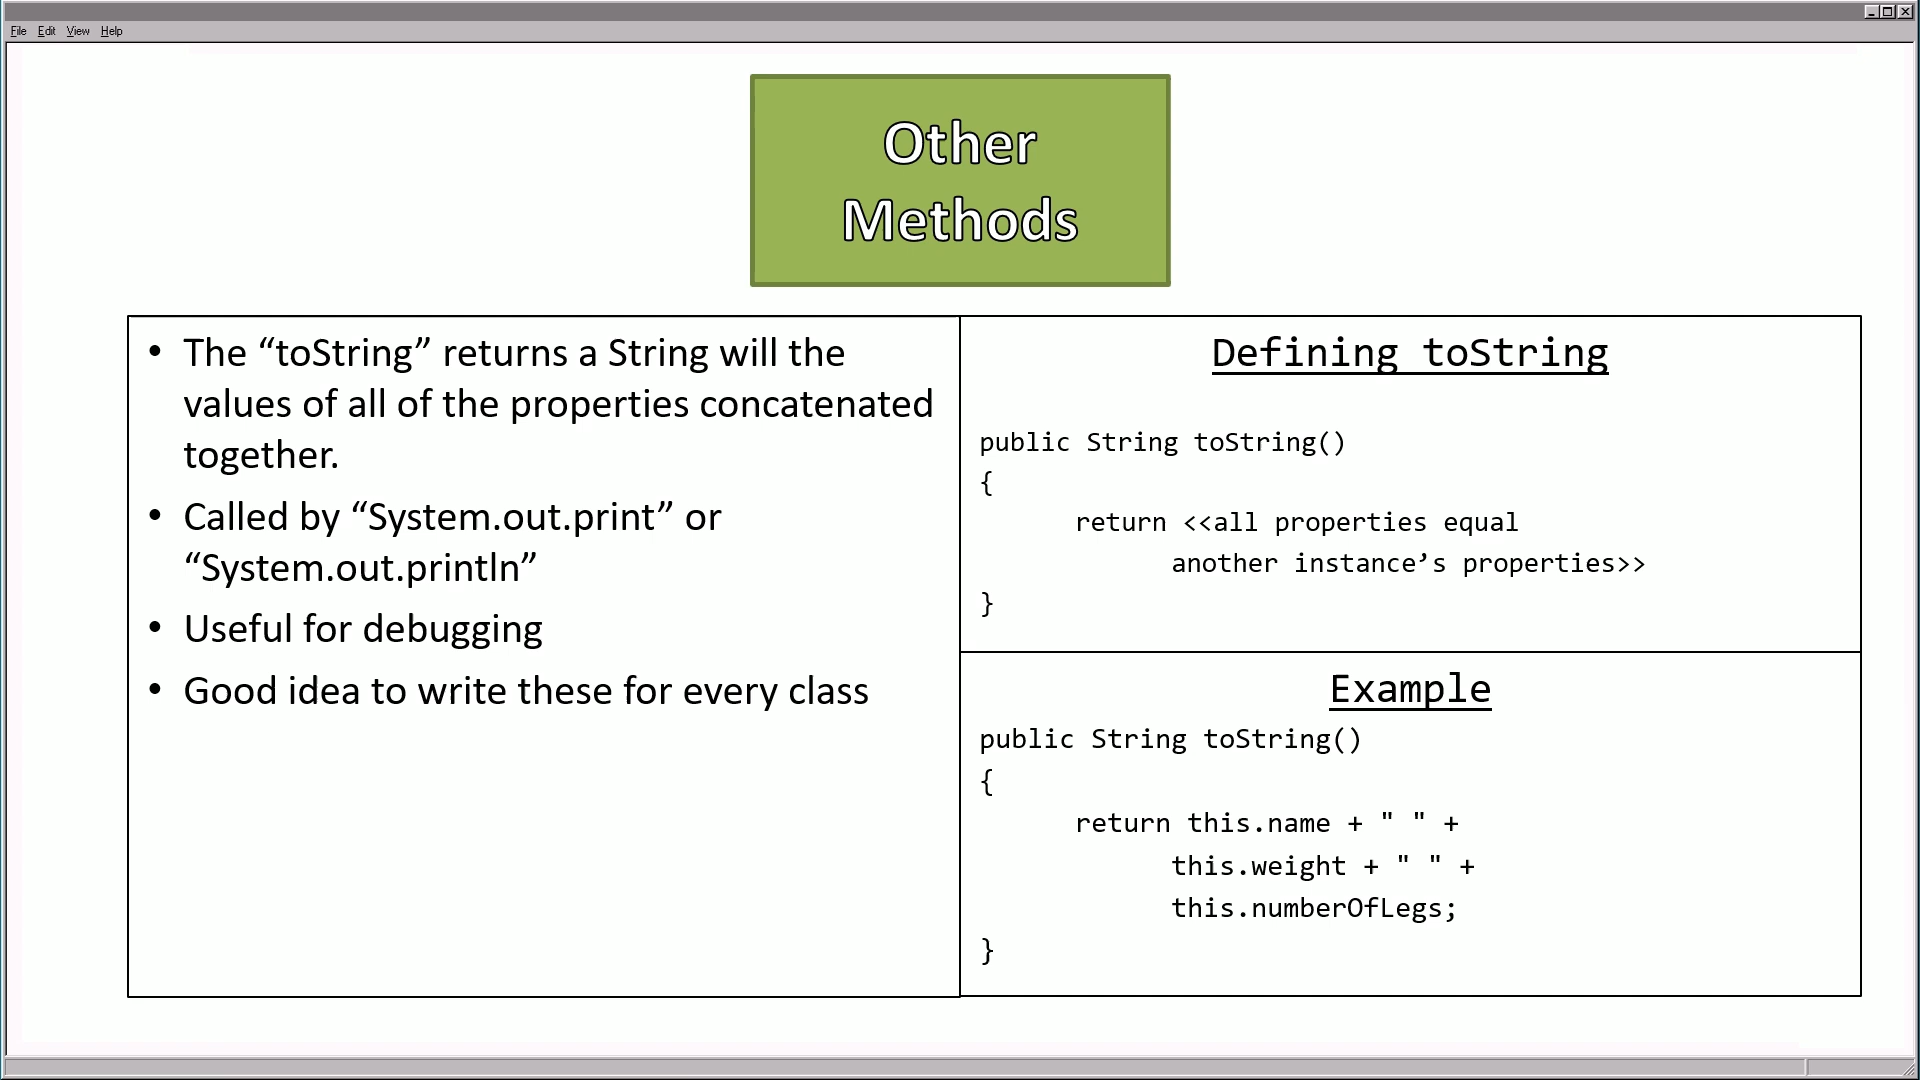 File Edit View Help
Other
Methods
• The “toString” returns a String will the
values of all of the properties concatenated
together.
• Called by “System.out.print” or
“System.out.println”
• Useful for debugging
• Good idea to write these for every class
Defining toString
public String toString()
{
return <<all properties equal
another instance’s properties>>
}
Example
public String toString()
{
return this.name + " " +
this.weight + " " +
this.numberOfLegs;
}